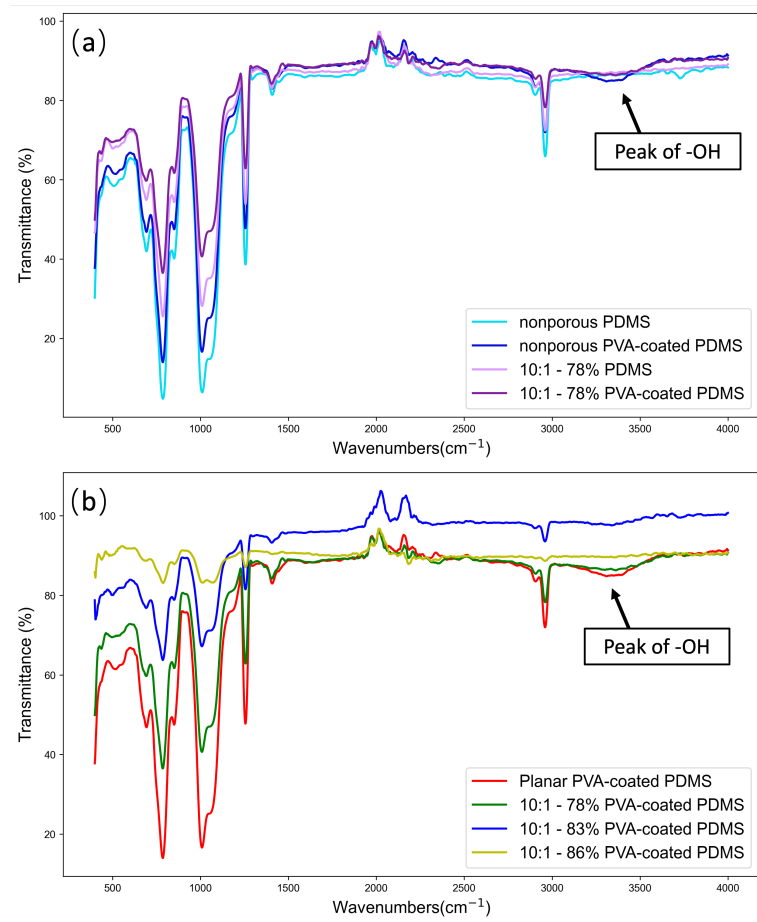 (a)
100
80
60
40
20
Transmittance (%)
Peak of -OH
nonporous PDMS
nonporous PVA-coated PDMS
10:1 - 78% PDMS
10:1 - 78% PVA-coated PDMS
500 1000 1500 2000 2500 3000 3500 4000
Wavenumbers(cm⁻¹)
(b)
100
80
60
40
20
Transmittance (%)
Peak of -OH
Planar PVA-coated PDMS
10:1 - 78% PVA-coated PDMS
10:1 - 83% PVA-coated PDMS
10:1 - 86% PVA-coated PDMS
500 1000 1500 2000 2500 3000 3500 4000
Wavenumbers(cm⁻¹)